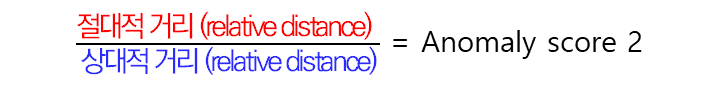 절대적 거리 (relative distance)
상대적 거리 (relative distance)
= Anomaly score 2